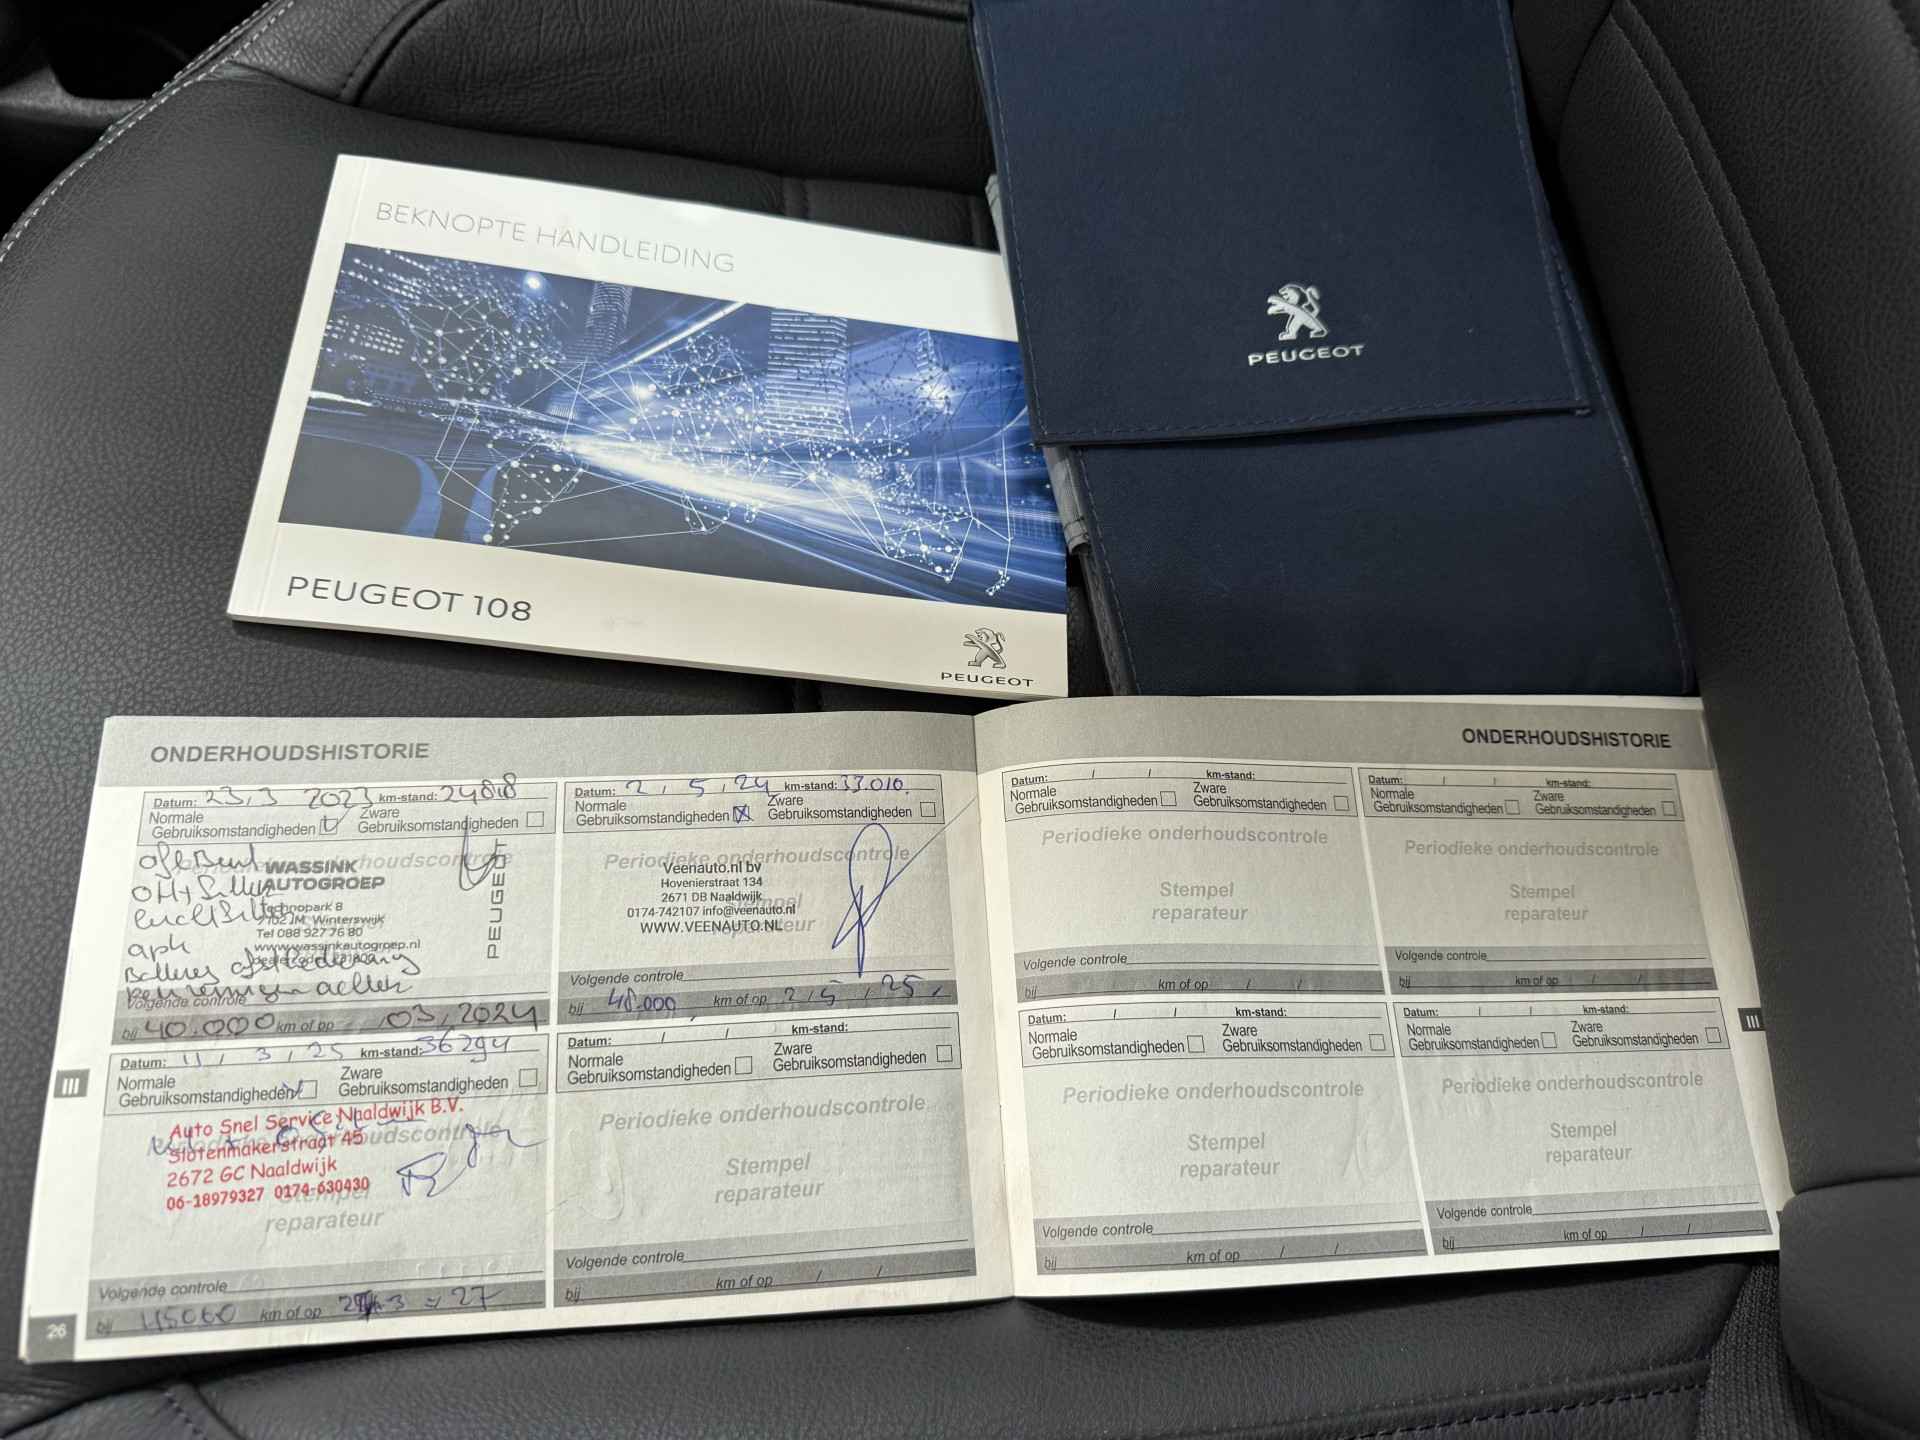 BEKNOPTE HANDLEIDING
PEUGEOT 108
PEUGEOT
PEUGEOT
ONDERHOUDSHISTORIE
Datum: 23, 3 2023 km-stand: 24818
Normale Gebruiksomstandigheden
Zware Gebruiksomstandigheden
WASSINK
AUTOGROEP
Technopark 8
7102 JM Winterswijk
Tel 088 927 76 80
www.wassinkautogroep.nl
PEUGEOT
apk
Volgende controle
bij 40.000 km of op 03, 2024
Datum: 2, 5, 24 km-stand: 33.010.
Normale Gebruiksomstandigheden
Zware Gebruiksomstandigheden
Periodieke onderhoudscontrole
Veenauto.nl bv
Hovenierstraat 134
2671 DB Naaldwijk
0174-742107 info@veenauto.nl
WWW.VEENAUTO.NL
Volgende controle
bij 48.000 km of op 2, 5, 25,
Datum: 11, 3, 25 km-stand: 36294
Normale Gebruiksomstandigheden
Zware Gebruiksomstandigheden
Auto Snel Service Naaldwijk B.V.
Slotenmakerstraat 45
2672 GC Naaldwijk
06-18979327 0174-630430
Stempel
reparateur
Volgende controle
bij km of op 3 - 27
Datum: / / km-stand:
Normale Gebruiksomstandigheden
Zware Gebruiksomstandigheden
Periodieke onderhoudscontrole
Stempel
reparateur
Volgende controle
bij km of op / /
III
26
ONDERHOUDSHISTORIE
Datum: / / km-stand:
Normale Gebruiksomstandigheden
Zware Gebruiksomstandigheden
Periodieke onderhoudscontrole
Stempel
reparateur
Volgende controle
bij km of op / /
Datum: / / km-stand:
Normale Gebruiksomstandigheden
Zware Gebruiksomstandigheden
Periodieke onderhoudscontrole
Stempel
reparateur
Volgende controle
bij km of op / /
Datum: / / km-stand:
Normale Gebruiksomstandigheden
Zware Gebruiksomstandigheden
Periodieke onderhoudscontrole
Stempel
reparateur
Volgende controle
bij km of op / /
Datum: / / km-stand:
Normale Gebruiksomstandigheden
Zware Gebruiksomstandigheden
Periodieke onderhoudscontrole
Stempel
reparateur
Volgende controle
bij km of op / /
III